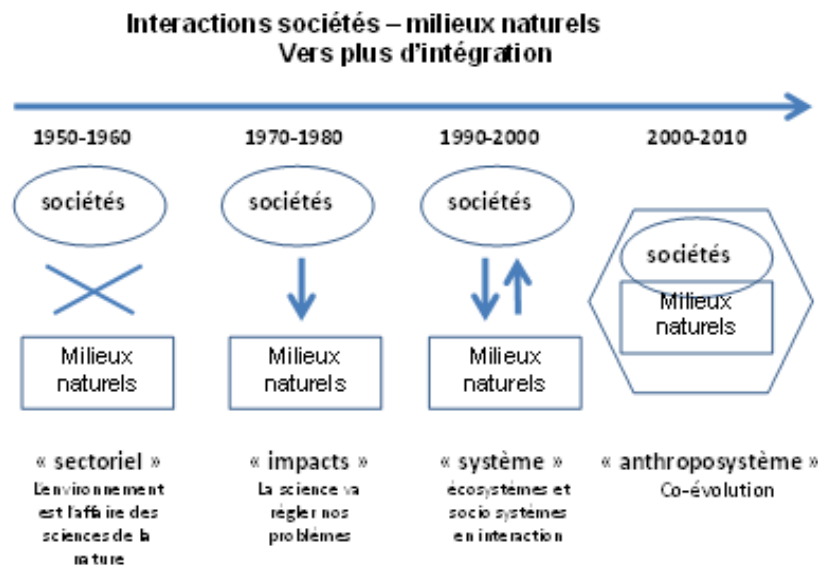 Interactions sociétés – milieux naturels
Vers plus d'intégration
1950-1960
1970-1980
1990-2000
2000-2010
sociétés
sociétés
sociétés
sociétés
Milieux
naturels
Milieux
naturels
Milieux
naturels
Milieux
naturels
« sectoriel »
L'environnement
est l'affaire des
sciences de la
nature
« impacts »
La science va
régler nos
problèmes
« système »
écosystèmes et
socio systèmes
en interaction
« anthroposystème »
Co-évolution